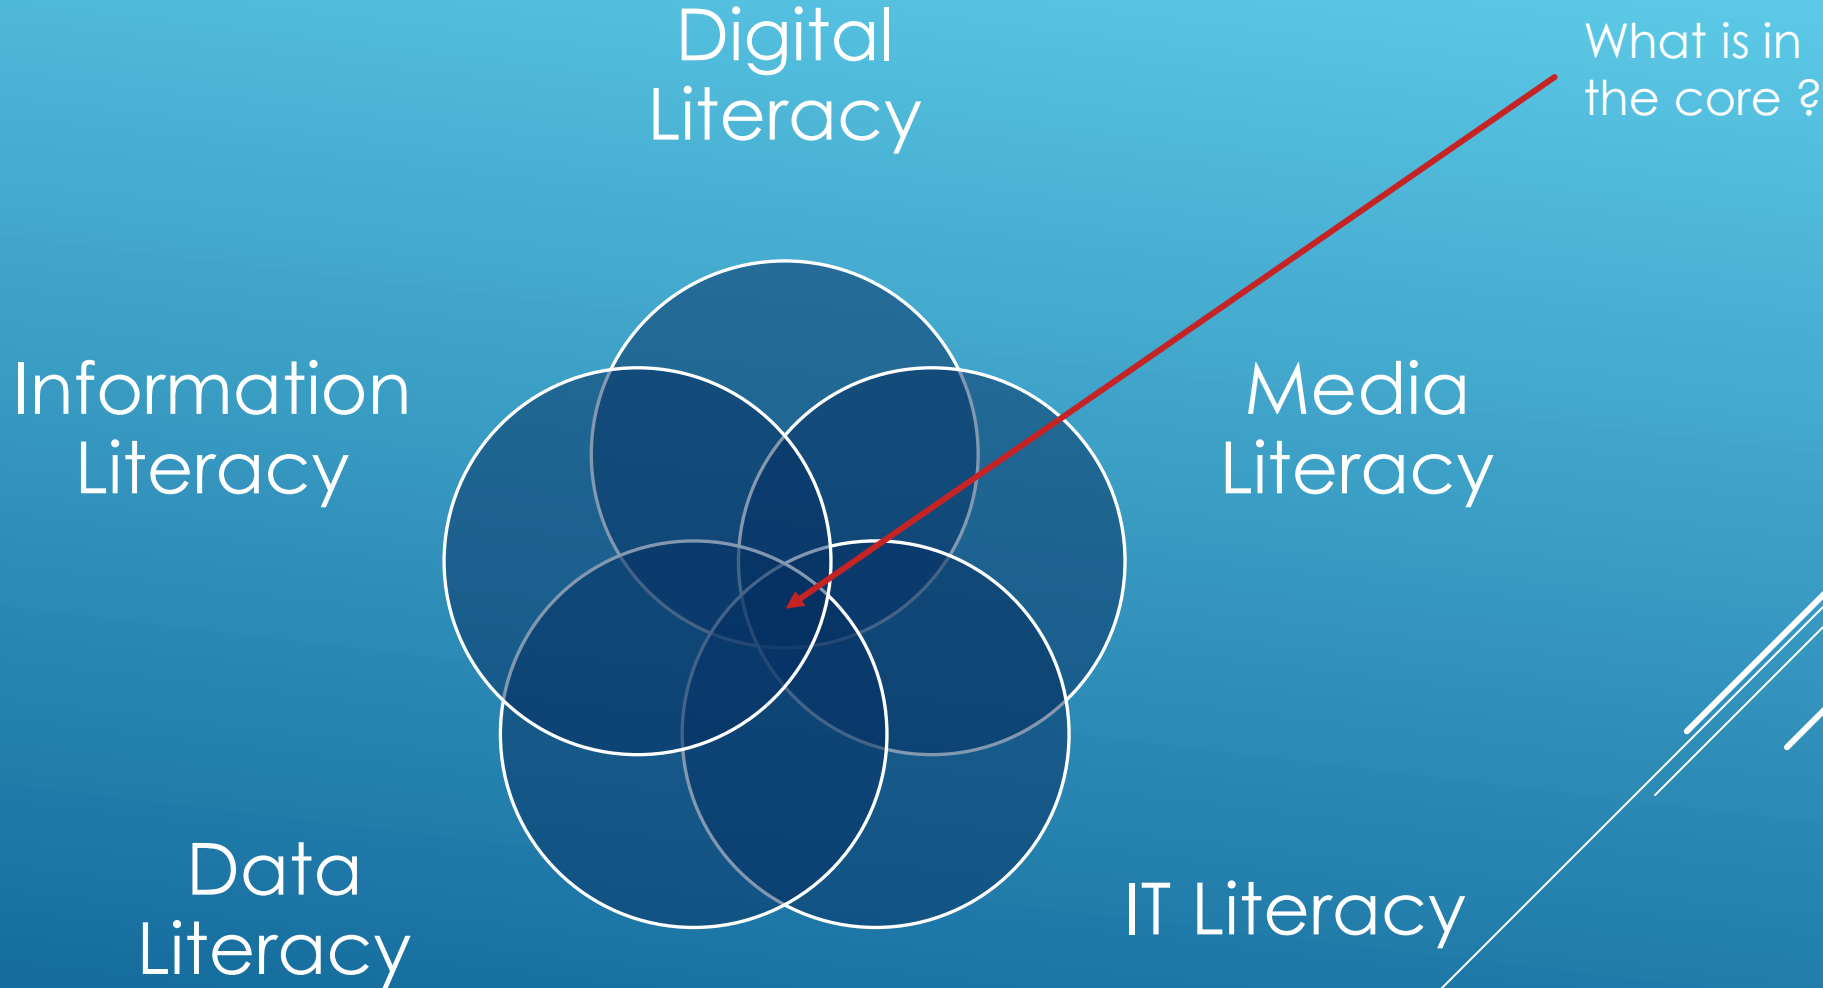 Digital
Literacy
What is in
the core ?
Information
Literacy
Media
Literacy
Data
Literacy
IT Literacy